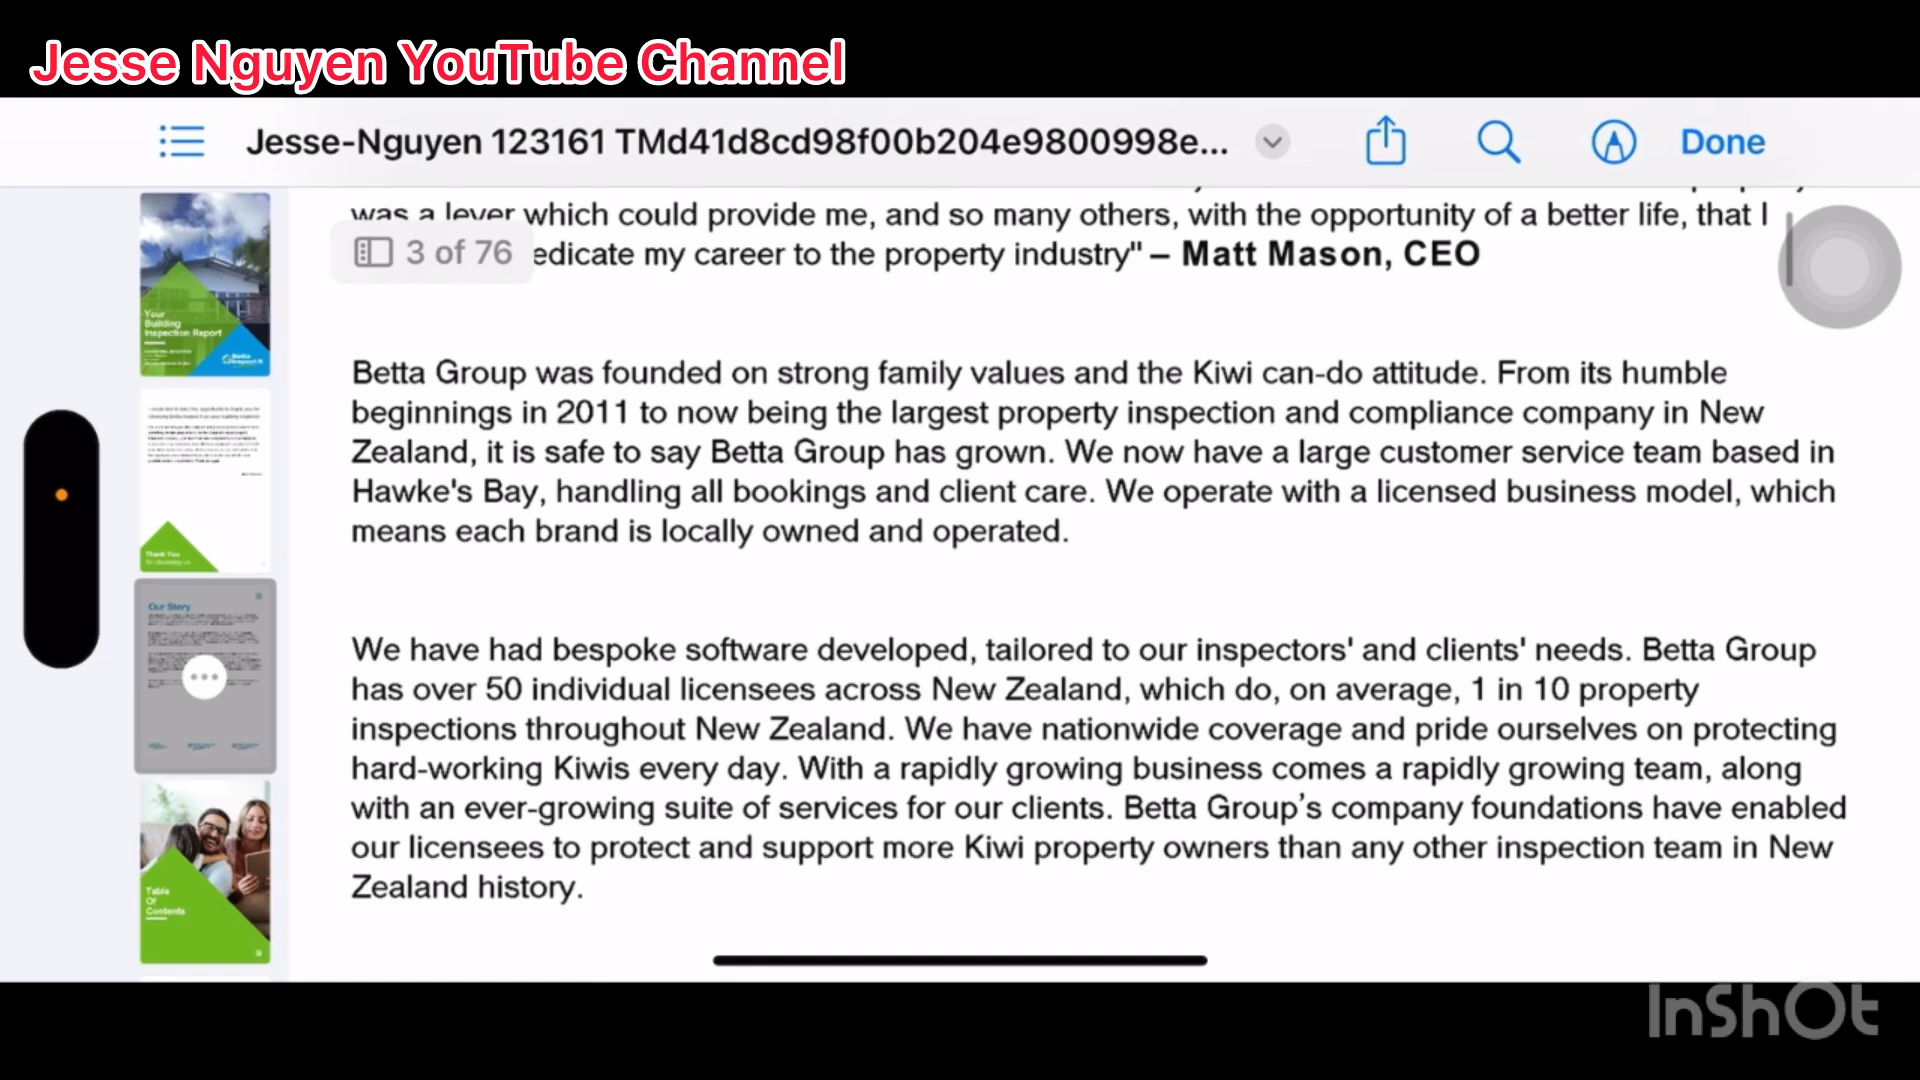 Jesse Nguyen YouTube Channel
Jesse-Nguyen 123161 TMd41d8cd98f00b204e9800998e...
Done
was a lever which could provide me, and so many others, with the opportunity of a better life, that I
3 of 76
edicate my career to the property industry" – Matt Mason, CEO
Betta Group was founded on strong family values and the Kiwi can-do attitude. From its humble
beginnings in 2011 to now being the largest property inspection and compliance company in New
Zealand, it is safe to say Betta Group has grown. We now have a large customer service team based in
Hawke's Bay, handling all bookings and client care. We operate with a licensed business model, which
means each brand is locally owned and operated.
We have had bespoke software developed, tailored to our inspectors' and clients' needs. Betta Group
has over 50 individual licensees across New Zealand, which do, on average, 1 in 10 property
inspections throughout New Zealand. We have nationwide coverage and pride ourselves on protecting
hard-working Kiwis every day. With a rapidly growing business comes a rapidly growing team, along
with an ever-growing suite of services for our clients. Betta Group’s company foundations have enabled
our licensees to protect and support more Kiwi property owners than any other inspection team in New
Zealand history.
Your
Building
Inspection Report
Thank You
for choosing us
Our Story
Table
Of
Contents
InShOt